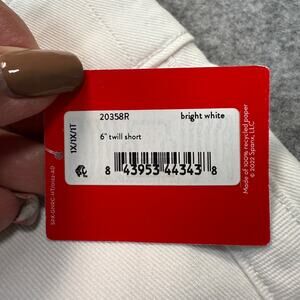 20358R
bright white
1X/1X/1T
6" twill short
8 43953 44343 8
Made of 100% recycled paper
© 2022 Spanx, LLC